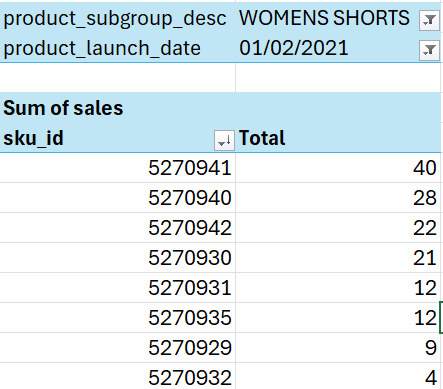 product_subgroup_desc WOMENS SHORTS
product_launch_date 01/02/2021
Sum of sales
sku_id Total
5270941 40
5270940 28
5270942 22
5270930 21
5270931 12
5270935 12
5270929 9
5270932 4